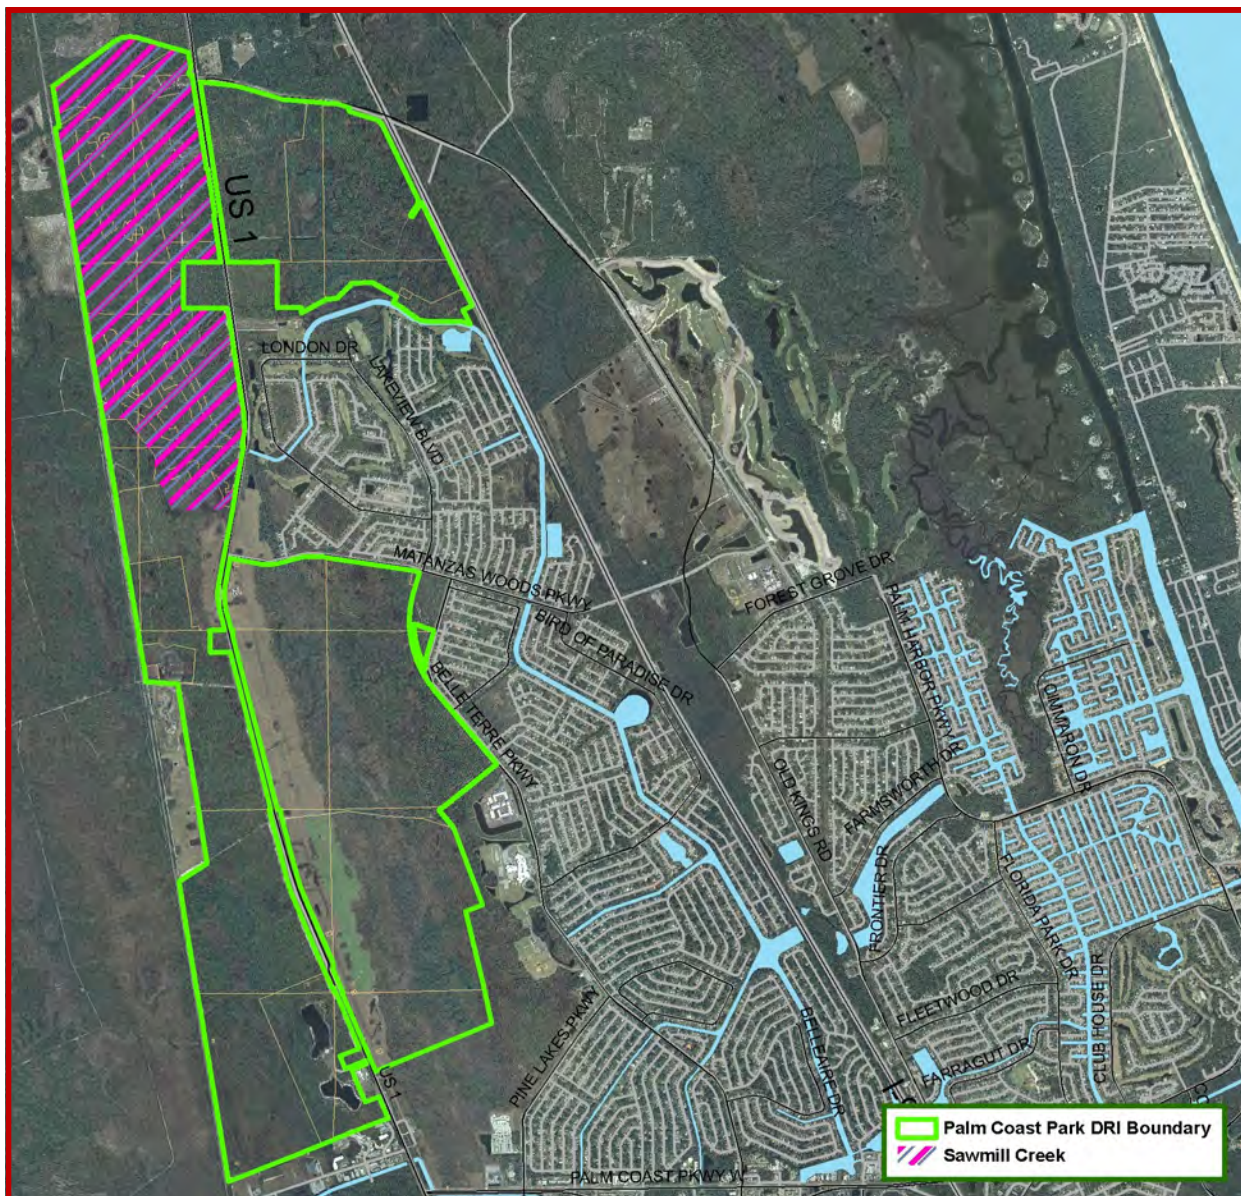 US 1
LONDON DR
LAKEVIEW BLVD
MATANZAS WOODS PKWY
BIRD OF PARADISE DR
BELLE TERRE PKWY
FOREST GROVE DR
PALM HARBOR PKWY
CIMMARON DR
OLD KINGS RD
FARMSWORTH DR
FRONTIER DR
FLORIDA PARK DR
FLEETWOOD DR
CLUB HOUSE DR
FARRAGUT DR
BELLEAIRE DR
PINE LAKES PKWY
US 1
PALM COAST PKWY W
Palm Coast Park DRI Boundary
Sawmill Creek